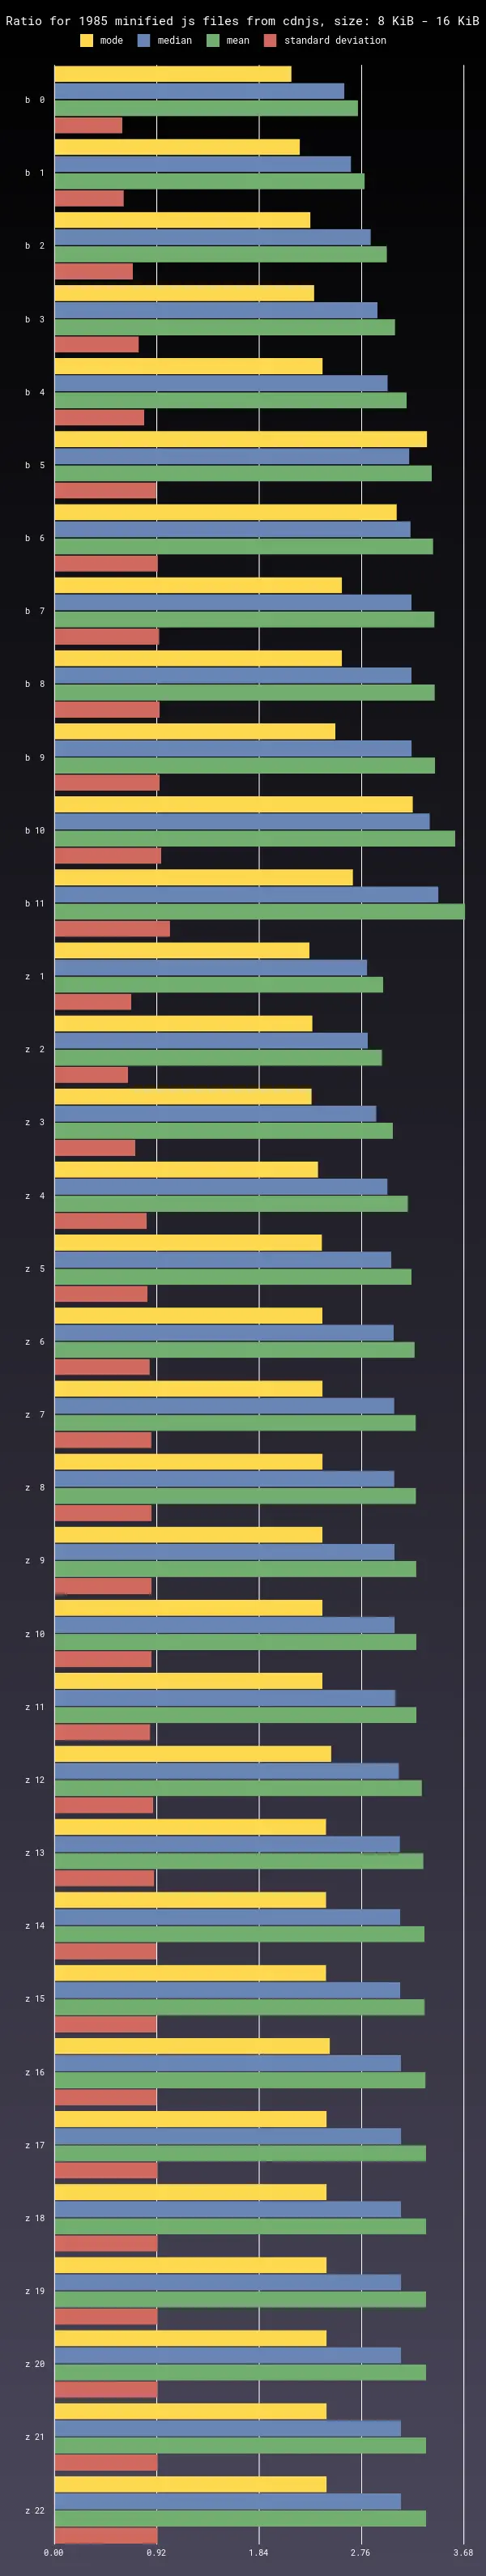 Ratio for 1985 minified js files from cdnjs, size: 8 KiB - 16 KiB
mode median mean standard deviation
b 0
b 1
b 2
b 3
b 4
b 5
b 6
b 7
b 8
b 9
b 10
b 11
z 1
z 2
z 3
z 4
z 5
z 6
z 7
z 8
z 9
z 10
z 11
z 12
z 13
z 14
z 15
z 16
z 17
z 18
z 19
z 20
z 21
z 22
0.00 0.92 1.84 2.76 3.68